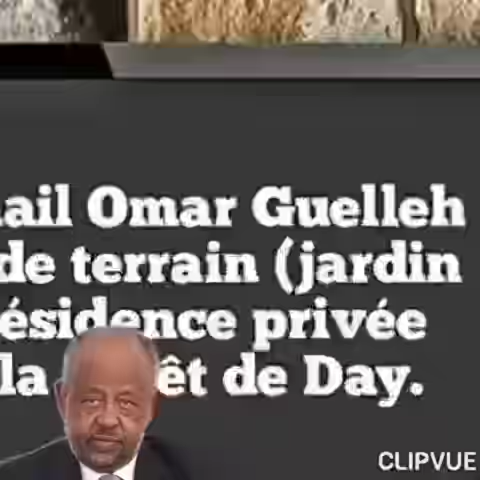 ail Omar Guelleh
de terrain (jardin
ésidence privée
la êt de Day.
CLIPVUE